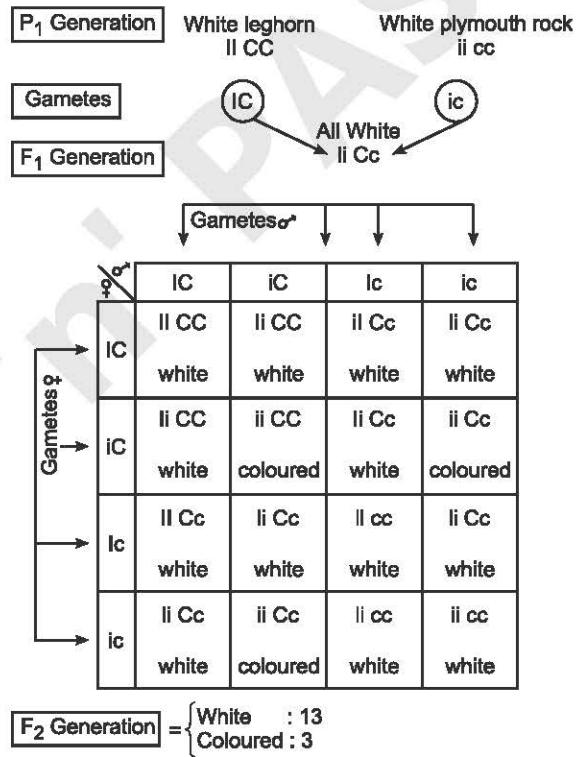 P₁ Generation White leghorn White plymouth rock
II CC ii cc
Gametes IC ic
All White
F₁ Generation Ii Cc
Gametes♂
♀ ♂ IC iC Ic ic
Gametes♀
IC II CC Ii CC iI Cc Ii Cc
white white white white
iC Ii CC ii CC Ii Cc ii Cc
white coloured white coloured
Ic II Cc Ii Cc II cc Ii Cc
white white white white
ic Ii Cc ii Cc Ii cc ii cc
white coloured white white
F₂ Generation = { White : 13
Coloured : 3